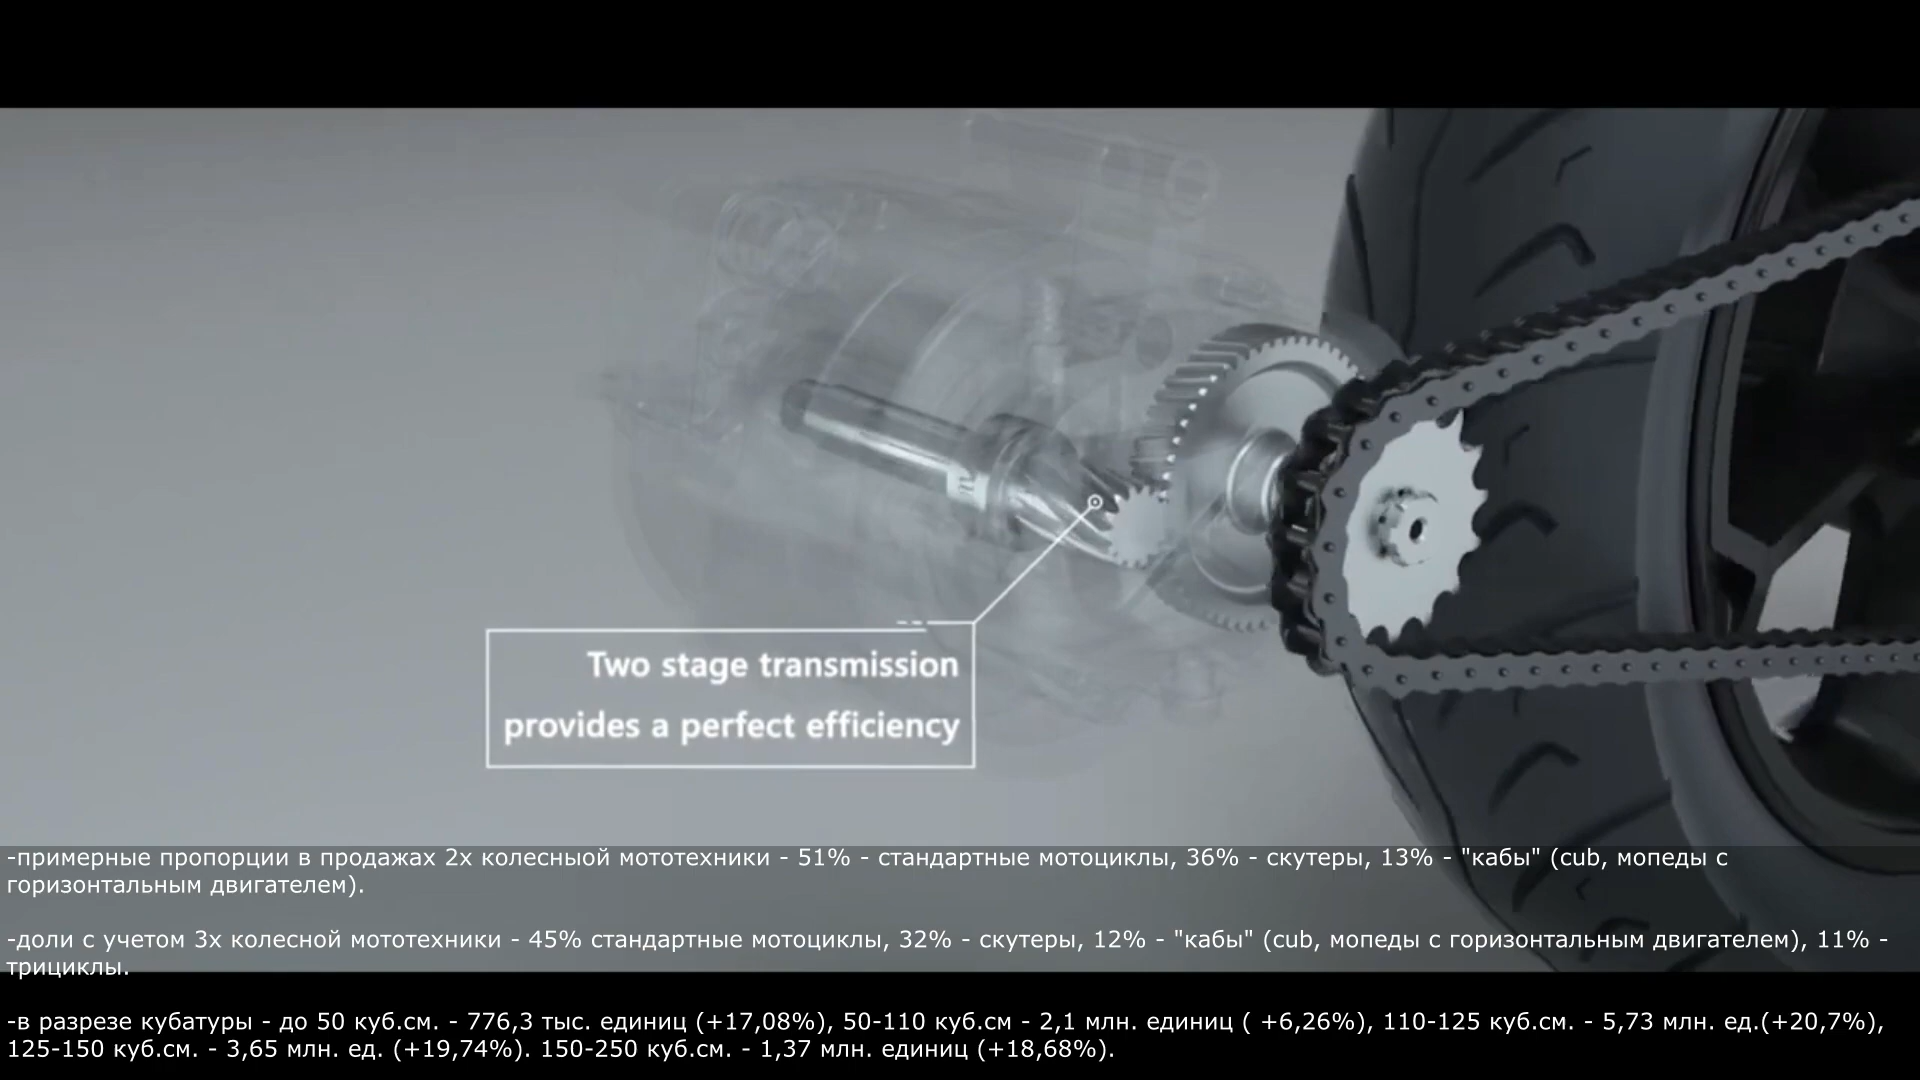 Two stage transmission
provides a perfect efficiency
-примерные пропорции в продажах 2х колесныой мототехники - 51% - стандартные мотоциклы, 36% - скутеры, 13% - "кабы" (cub, мопеды с
горизонтальным двигателем).
-доли с учетом 3х колесной мототехники - 45% стандартные мотоциклы, 32% - скутеры, 12% - "кабы" (cub, мопеды с горизонтальным двигателем), 11% -
трициклы.
-в разрезе кубатуры - до 50 куб.см. - 776,3 тыс. единиц (+17,08%), 50-110 куб.см - 2,1 млн. единиц ( +6,26%), 110-125 куб.см. - 5,73 млн. ед.(+20,7%),
125-150 куб.см. - 3,65 млн. ед. (+19,74%). 150-250 куб.см. - 1,37 млн. единиц (+18,68%).